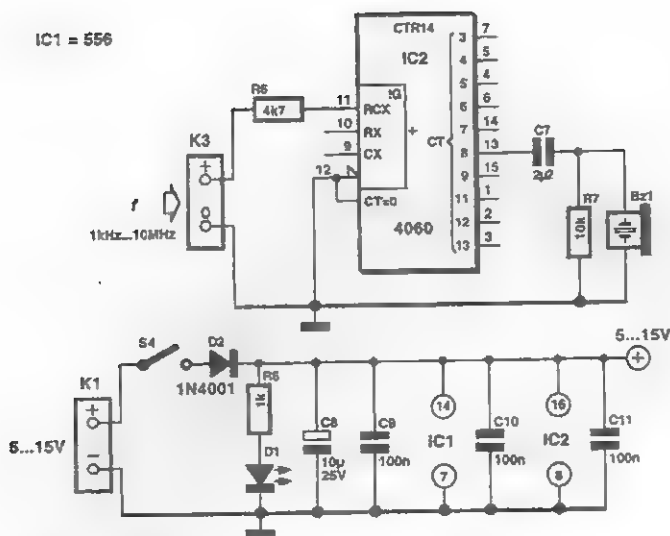 IC1 = 556
CTR14
IC2
!G
RCX
RX
CX
CT=0
+
CT
4060
11
10
9
12
3 7
4 5
5 4
6 6
7 14
8 13
9 15
11 1
12 2
13 3
R6
4k7
K3
+
0
f
1kHz...10MHz
C7
2µ2
R7
10k
Bz1
S4
D2
1N4001
5...15V
+
K1
+
–
5...15V
R5
1k
D1
C8
10µ
25V
C9
100n
14
IC1
7
C10
100n
16
IC2
8
C11
100n